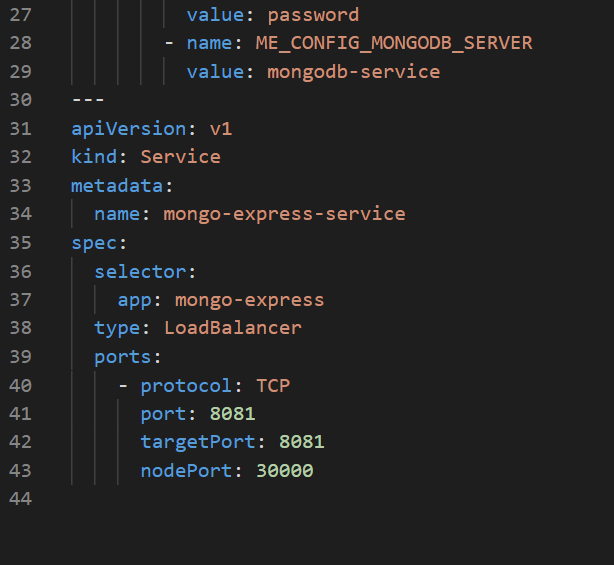 27 value: password
28 - name: ME_CONFIG_MONGODB_SERVER
29 value: mongodb-service
30 ---
31 apiVersion: v1
32 kind: Service
33 metadata:
34 name: mongo-express-service
35 spec:
36 selector:
37 app: mongo-express
38 type: LoadBalancer
39 ports:
40 - protocol: TCP
41 port: 8081
42 targetPort: 8081
43 nodePort: 30000
44